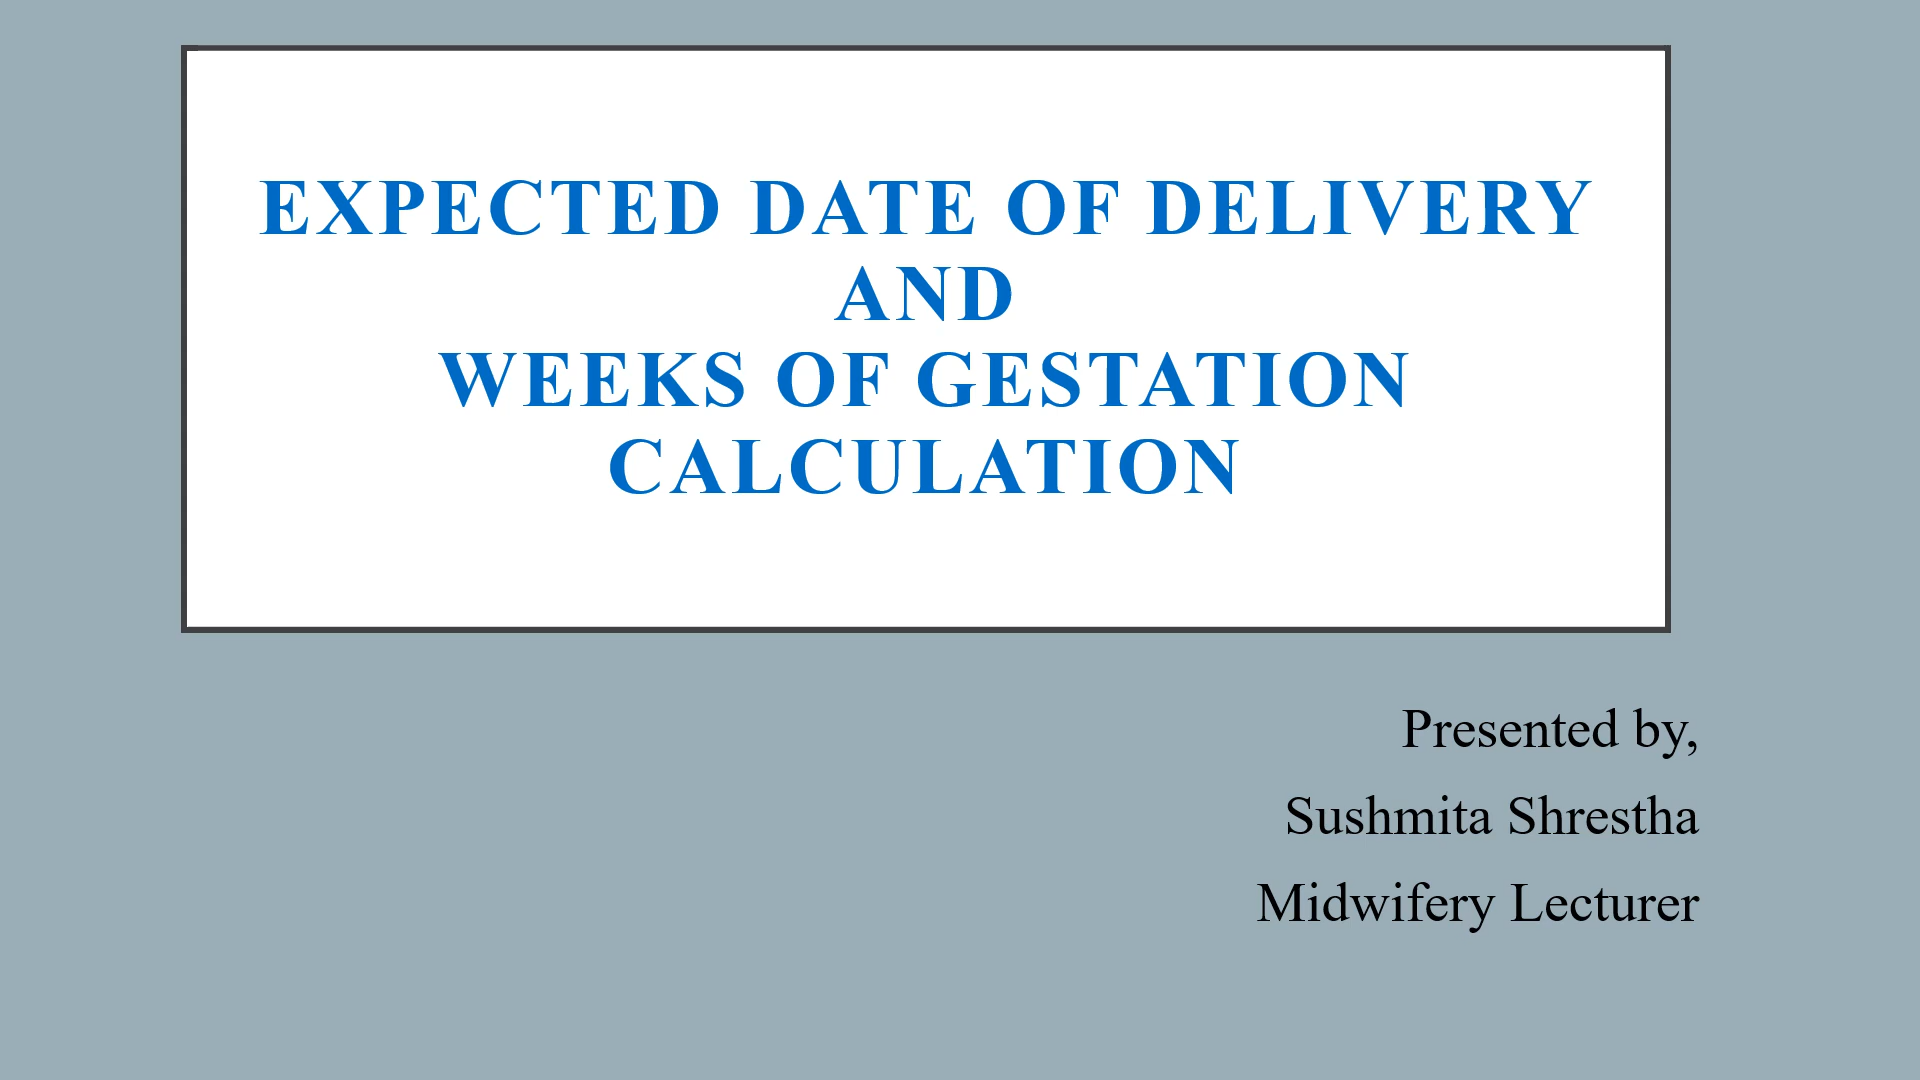 EXPECTED DATE OF DELIVERY
AND
WEEKS OF GESTATION
CALCULATION
Presented by,
Sushmita Shrestha
Midwifery Lecturer